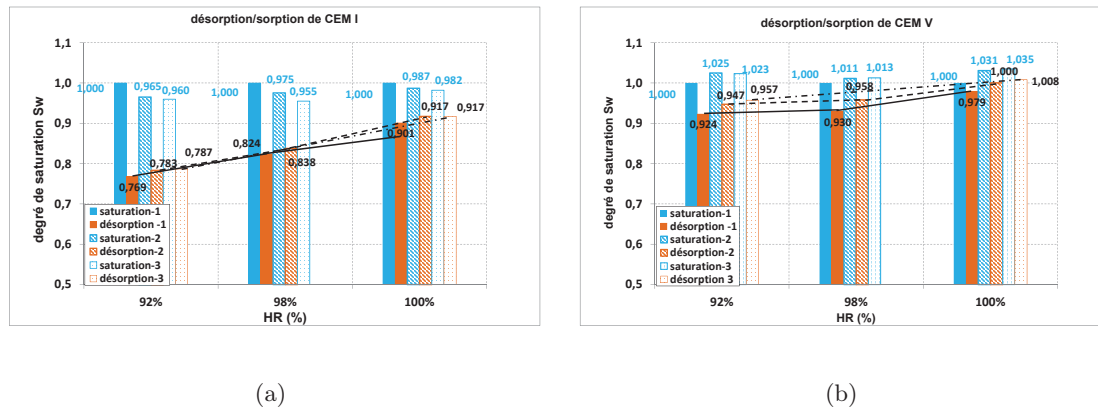 désorption/sorption de CEM I
degré de saturation Sw
1,1
1,0
0,9
0,8
0,7
0,6
0,5
1,000
0,965
0,960
1,000
0,975
0,955
1,000
0,987
0,982
0,769
0,783
0,787
0,824
0,838
0,901
0,917
0,917
saturation-1
désorption -1
saturation-2
désorption-2
saturation-3
désorption-3
92%
98%
100%
HR (%)
(a)
désorption/sorption de CEM V
degré de saturation Sw
1,1
1,0
0,9
0,8
0,7
0,6
0,5
1,000
1,025
1,023
1,000
1,011
1,013
1,000
1,031
1,035
0,924
0,947
0,957
0,930
0,958
0,979
1,000
1,008
saturation-1
désorption -1
saturation-2
désorption-2
saturation-3
désorption 3
92%
98%
100%
HR (%)
(b)